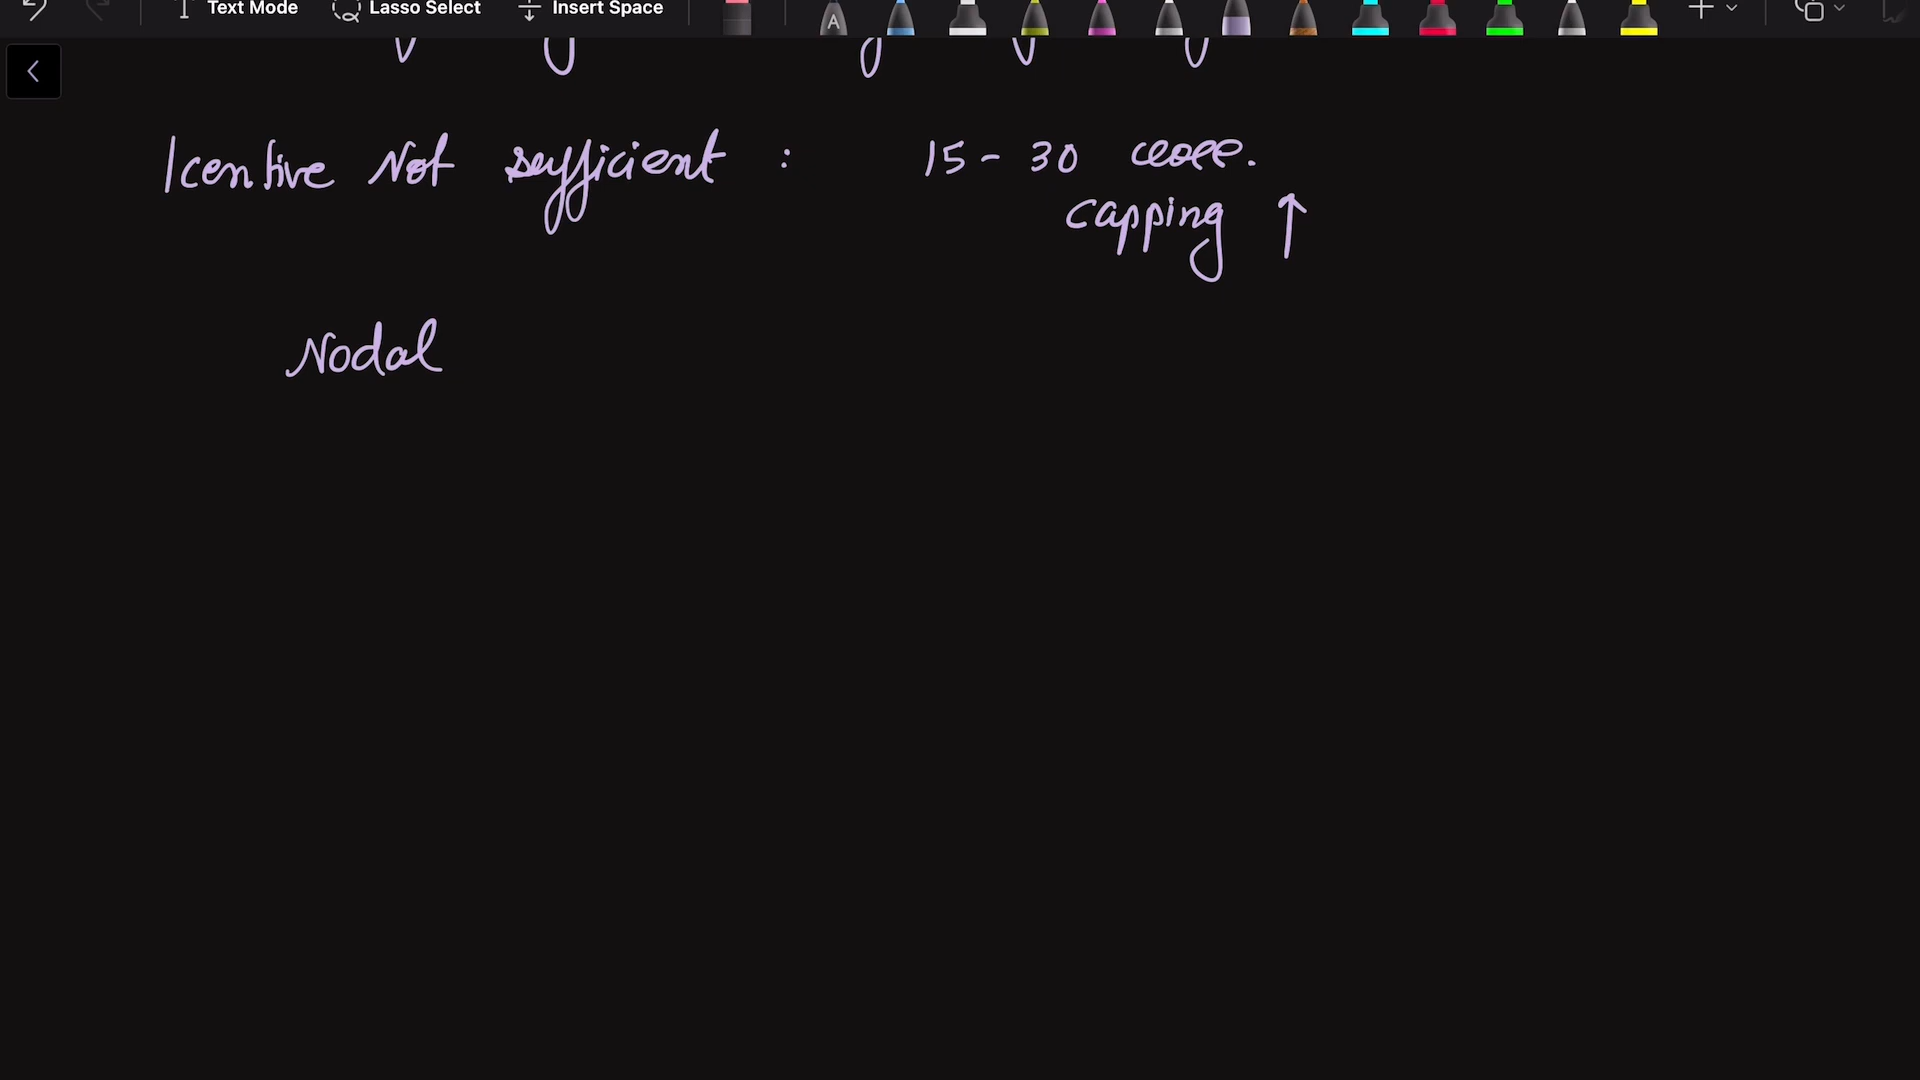 Text Mode Lasso Select Insert Space
A
Icentive Not sufficient : 15 - 30 crore.
capping ↑
Nodal